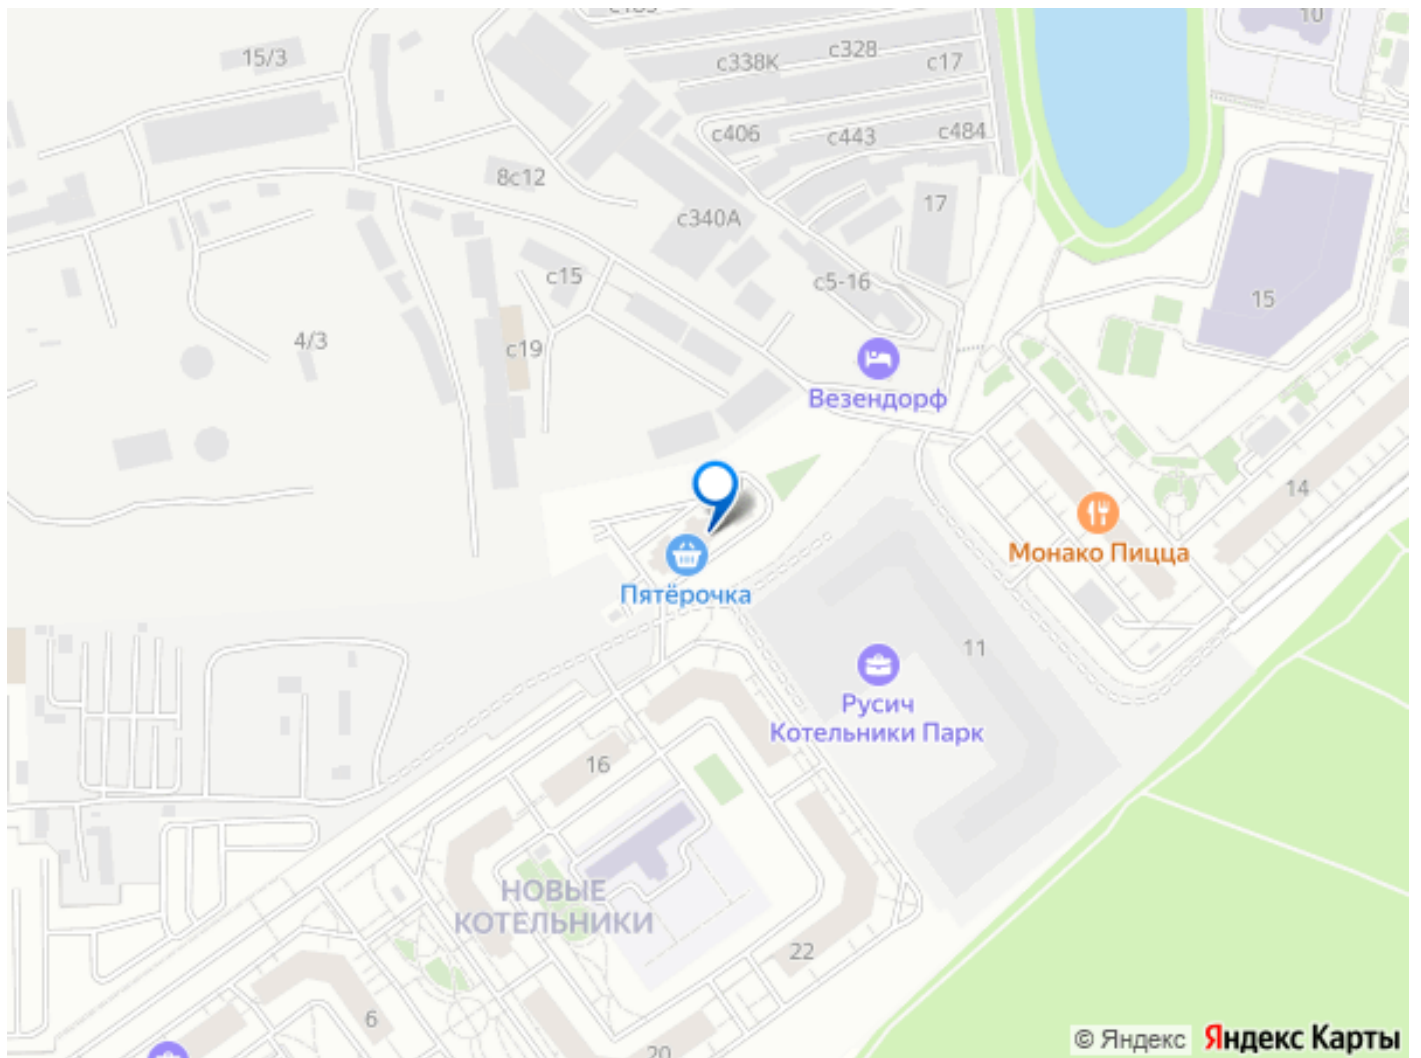 10
15/3
с338К
с328
с17
с406
с443
с484
8с12
17
с340А
с15
с5-16
15
4/3
с19
Везендорф
14
Монако Пицца
Пятёрочка
11
Русич
Котельники Парк
16
НОВЫЕ
КОТЕЛЬНИКИ
22
6
20
© Яндекс Яндекс Карты